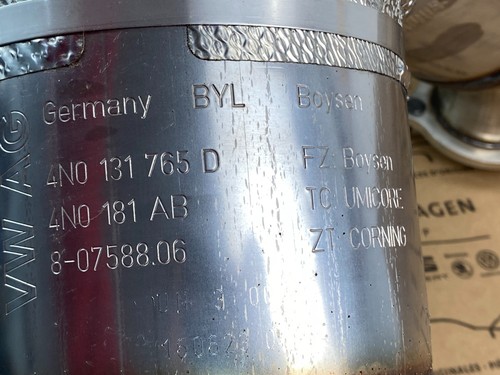 VW AG
Germany BYL Boysen
4N0 131 765 D FZ Boysen
4N0 181 AB TO UMICORE
8-07588.06 ZT CORNING
AGEN